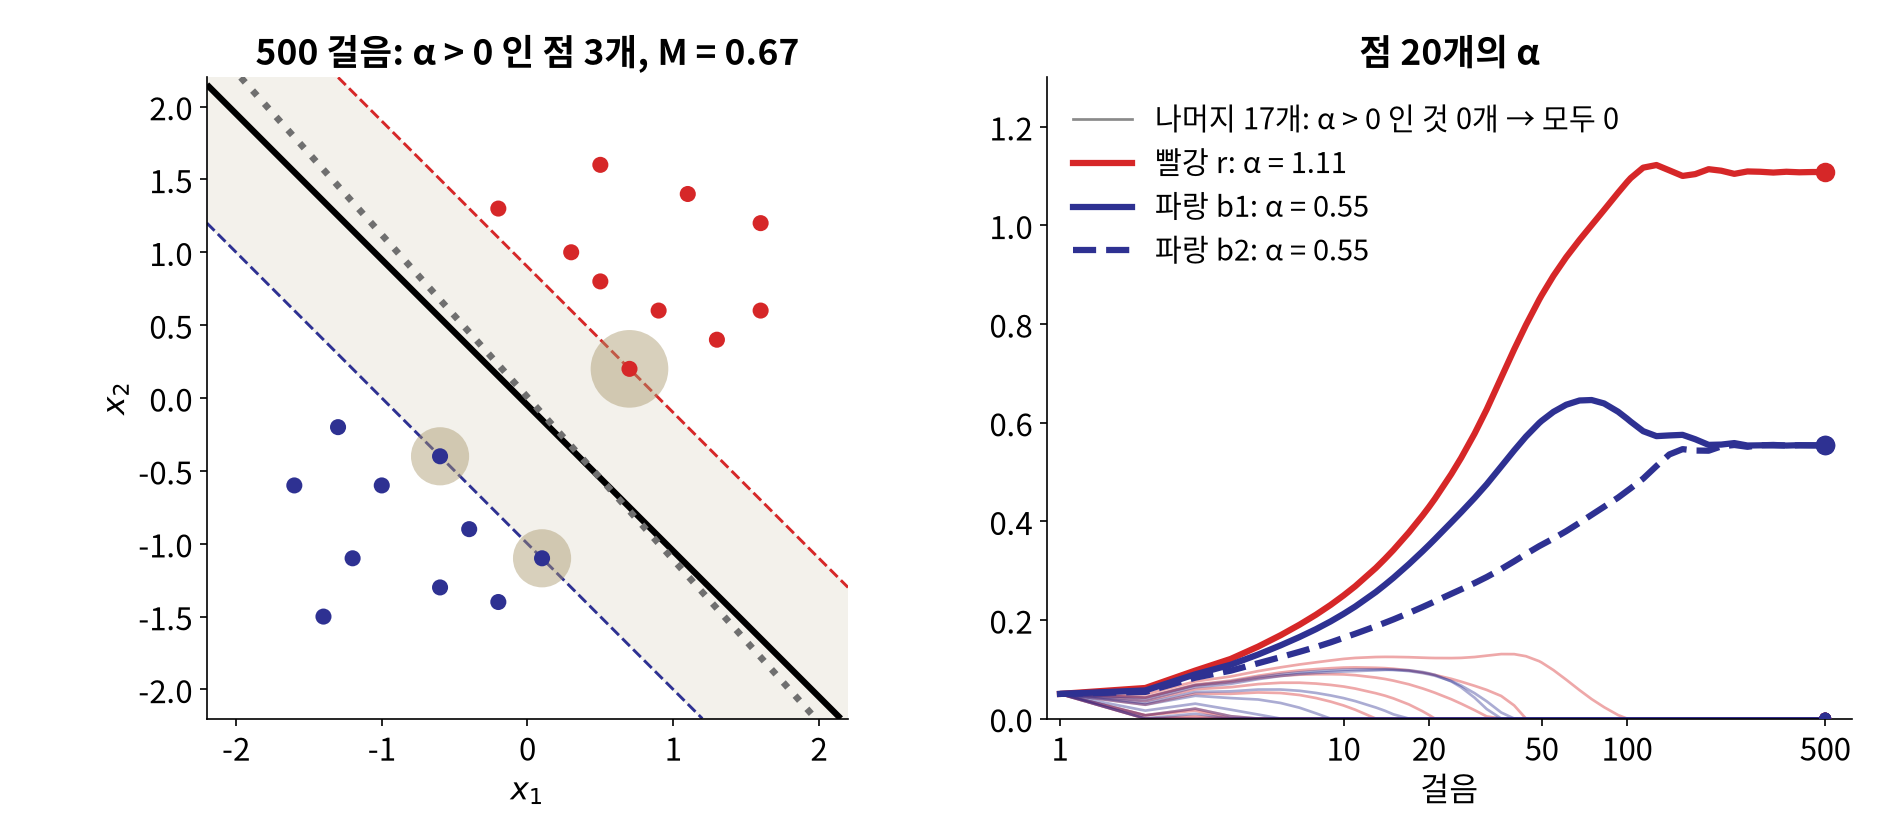 500 걸음: α > 0 인 점 3개, M = 0.67
2.0
1.5
1.0
0.5
0.0
-0.5
-1.0
-1.5
-2.0
x₂
-2 -1 0 1 2
x₁
점 20개의 α
나머지 17개: α > 0 인 것 0개 → 모두 0
빨강 r: α = 1.11
파랑 b1: α = 0.55
파랑 b2: α = 0.55
1.2
1.0
0.8
0.6
0.4
0.2
0.0
1 10 20 50 100 500
걸음